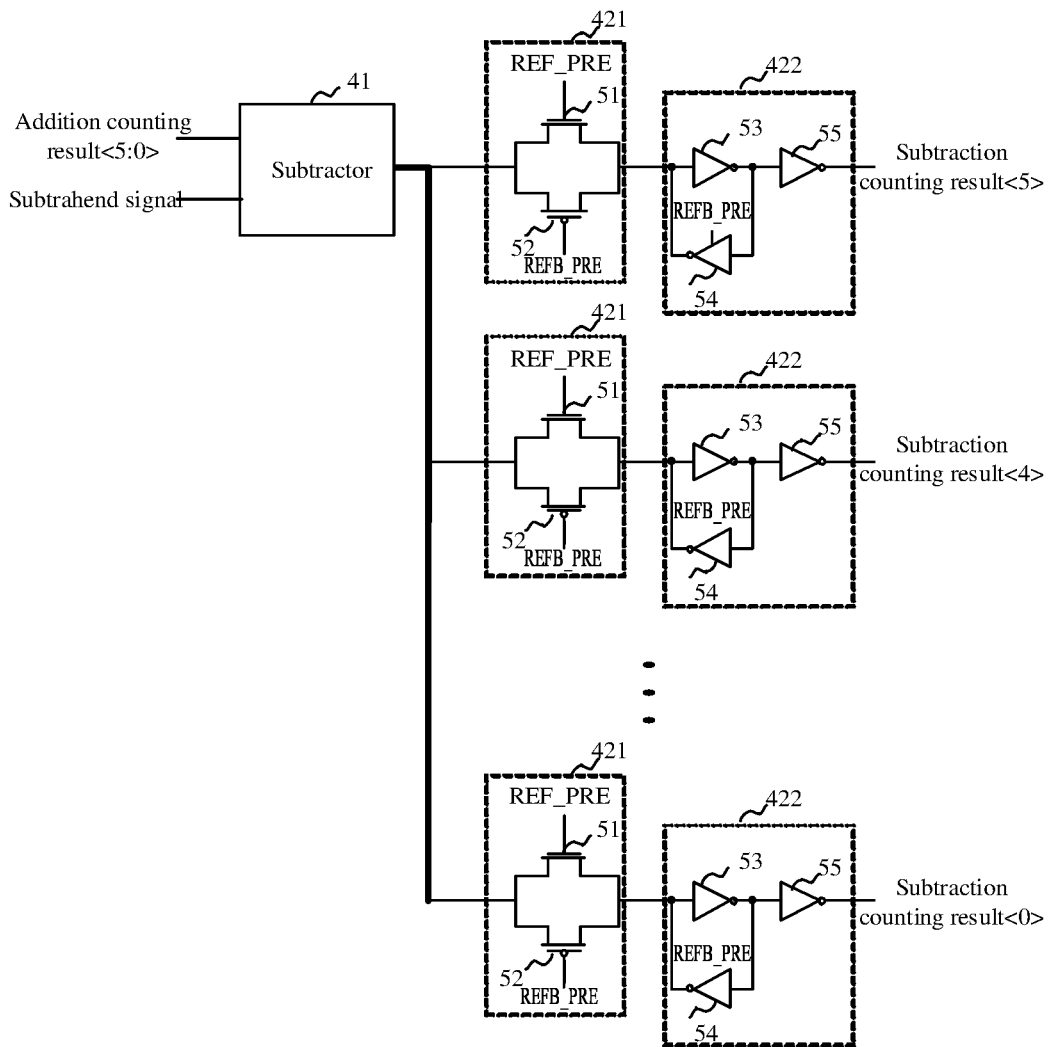 421
REF_PRE
422
41
51
53
55
Addition counting
result<5:0>
Subtractor
Subtraction
counting result<5>
Subtrahend signal
REFB_PRE
52
REFB_PRE
54
421
REF_PRE
422
51
53
55
Subtraction
counting result<4>
REFB_PRE
52
REFB_PRE
54
421
REF_PRE
422
51
53
55
Subtraction
counting result<0>
REFB_PRE
52
REFB_PRE
54